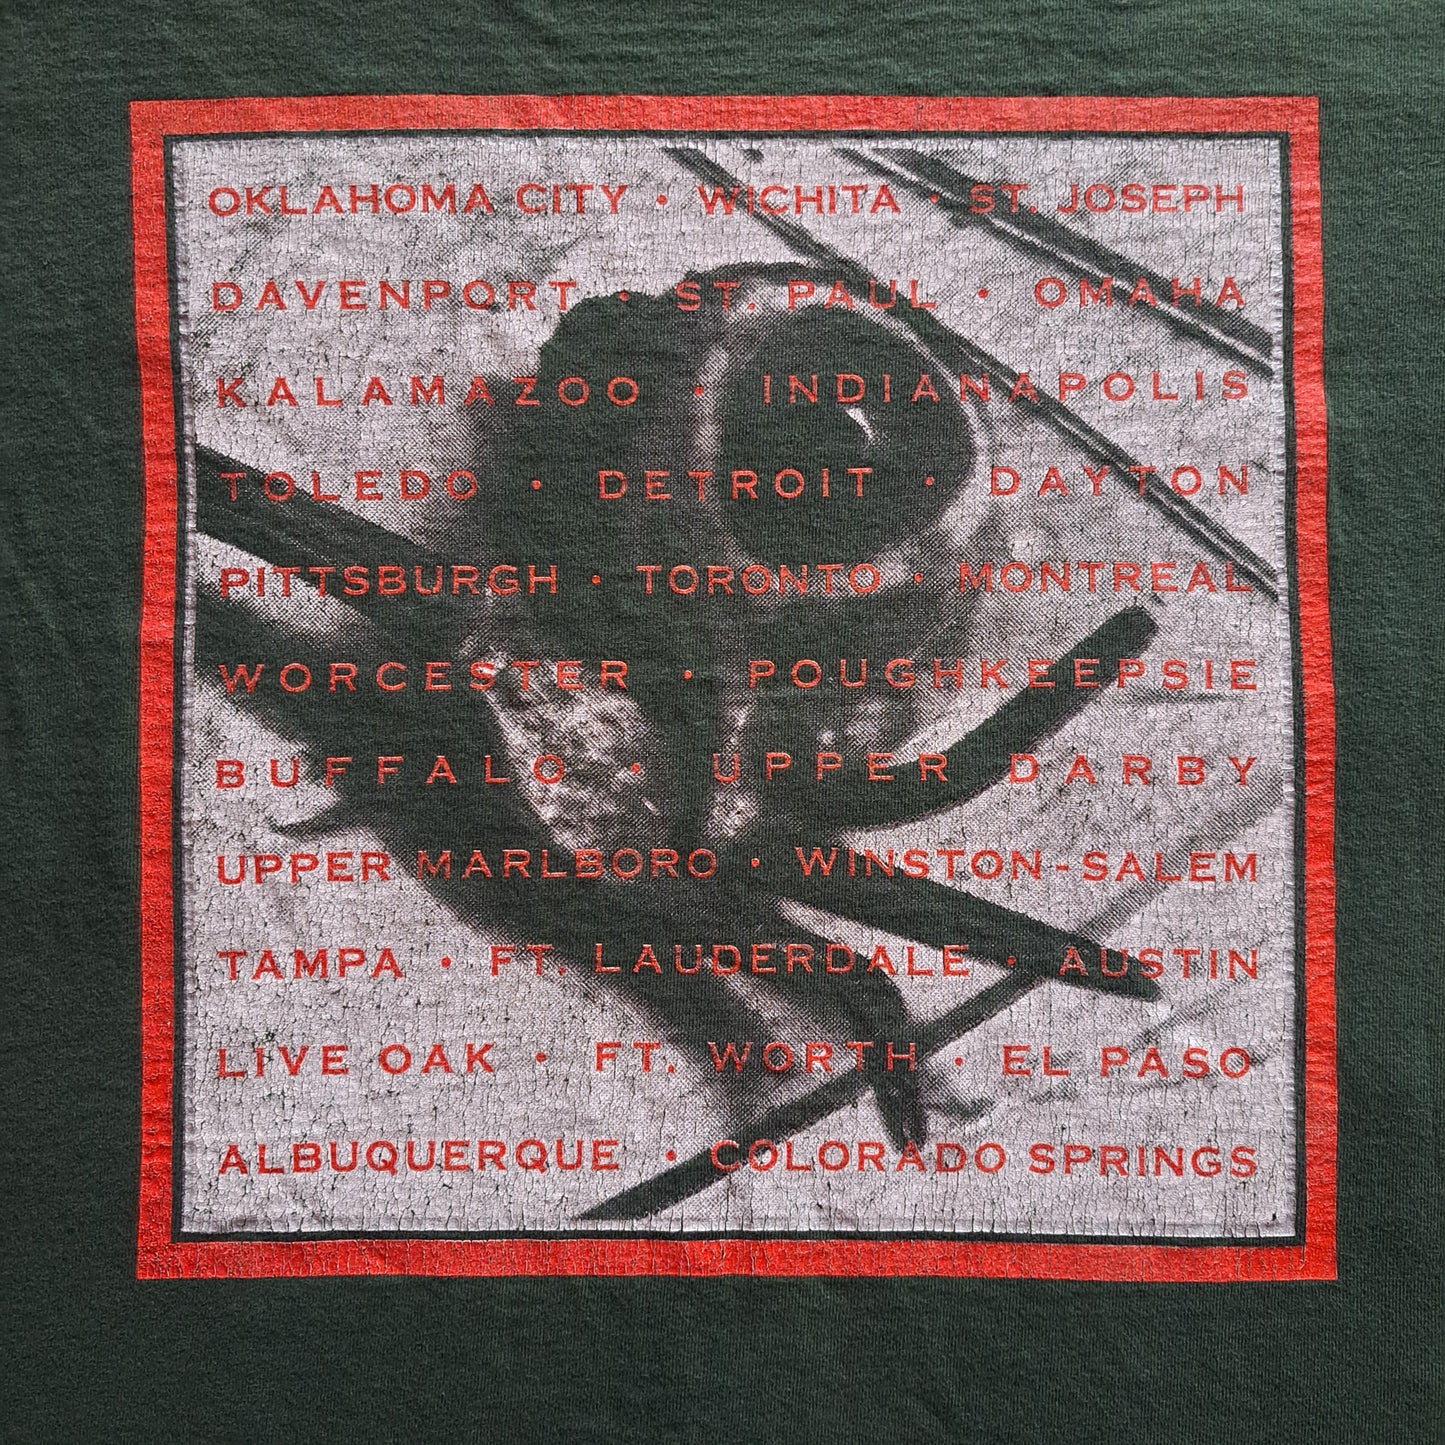 OKLAHOMA CITY • WICHITA • ST. JOSEPH
DAVENPORT • ST. PAUL • OMAHA
KALAMAZOO • INDIANAPOLIS
TOLEDO • DETROIT • DAYTON
PITTSBURGH • TORONTO • MONTREAL
WORCESTER • POUGHKEEPSIE
BUFFALO • UPPER DARBY
UPPER MARLBORO • WINSTON-SALEM
TAMPA • FT. LAUDERDALE • AUSTIN
LIVE OAK • FT. WORTH • EL PASO
ALBUQUERQUE • COLORADO SPRINGS